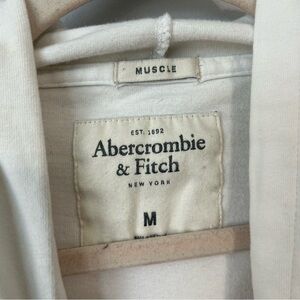 MUSCLE
EST. 1892
Abercrombie
& Fitch
NEW YORK
M